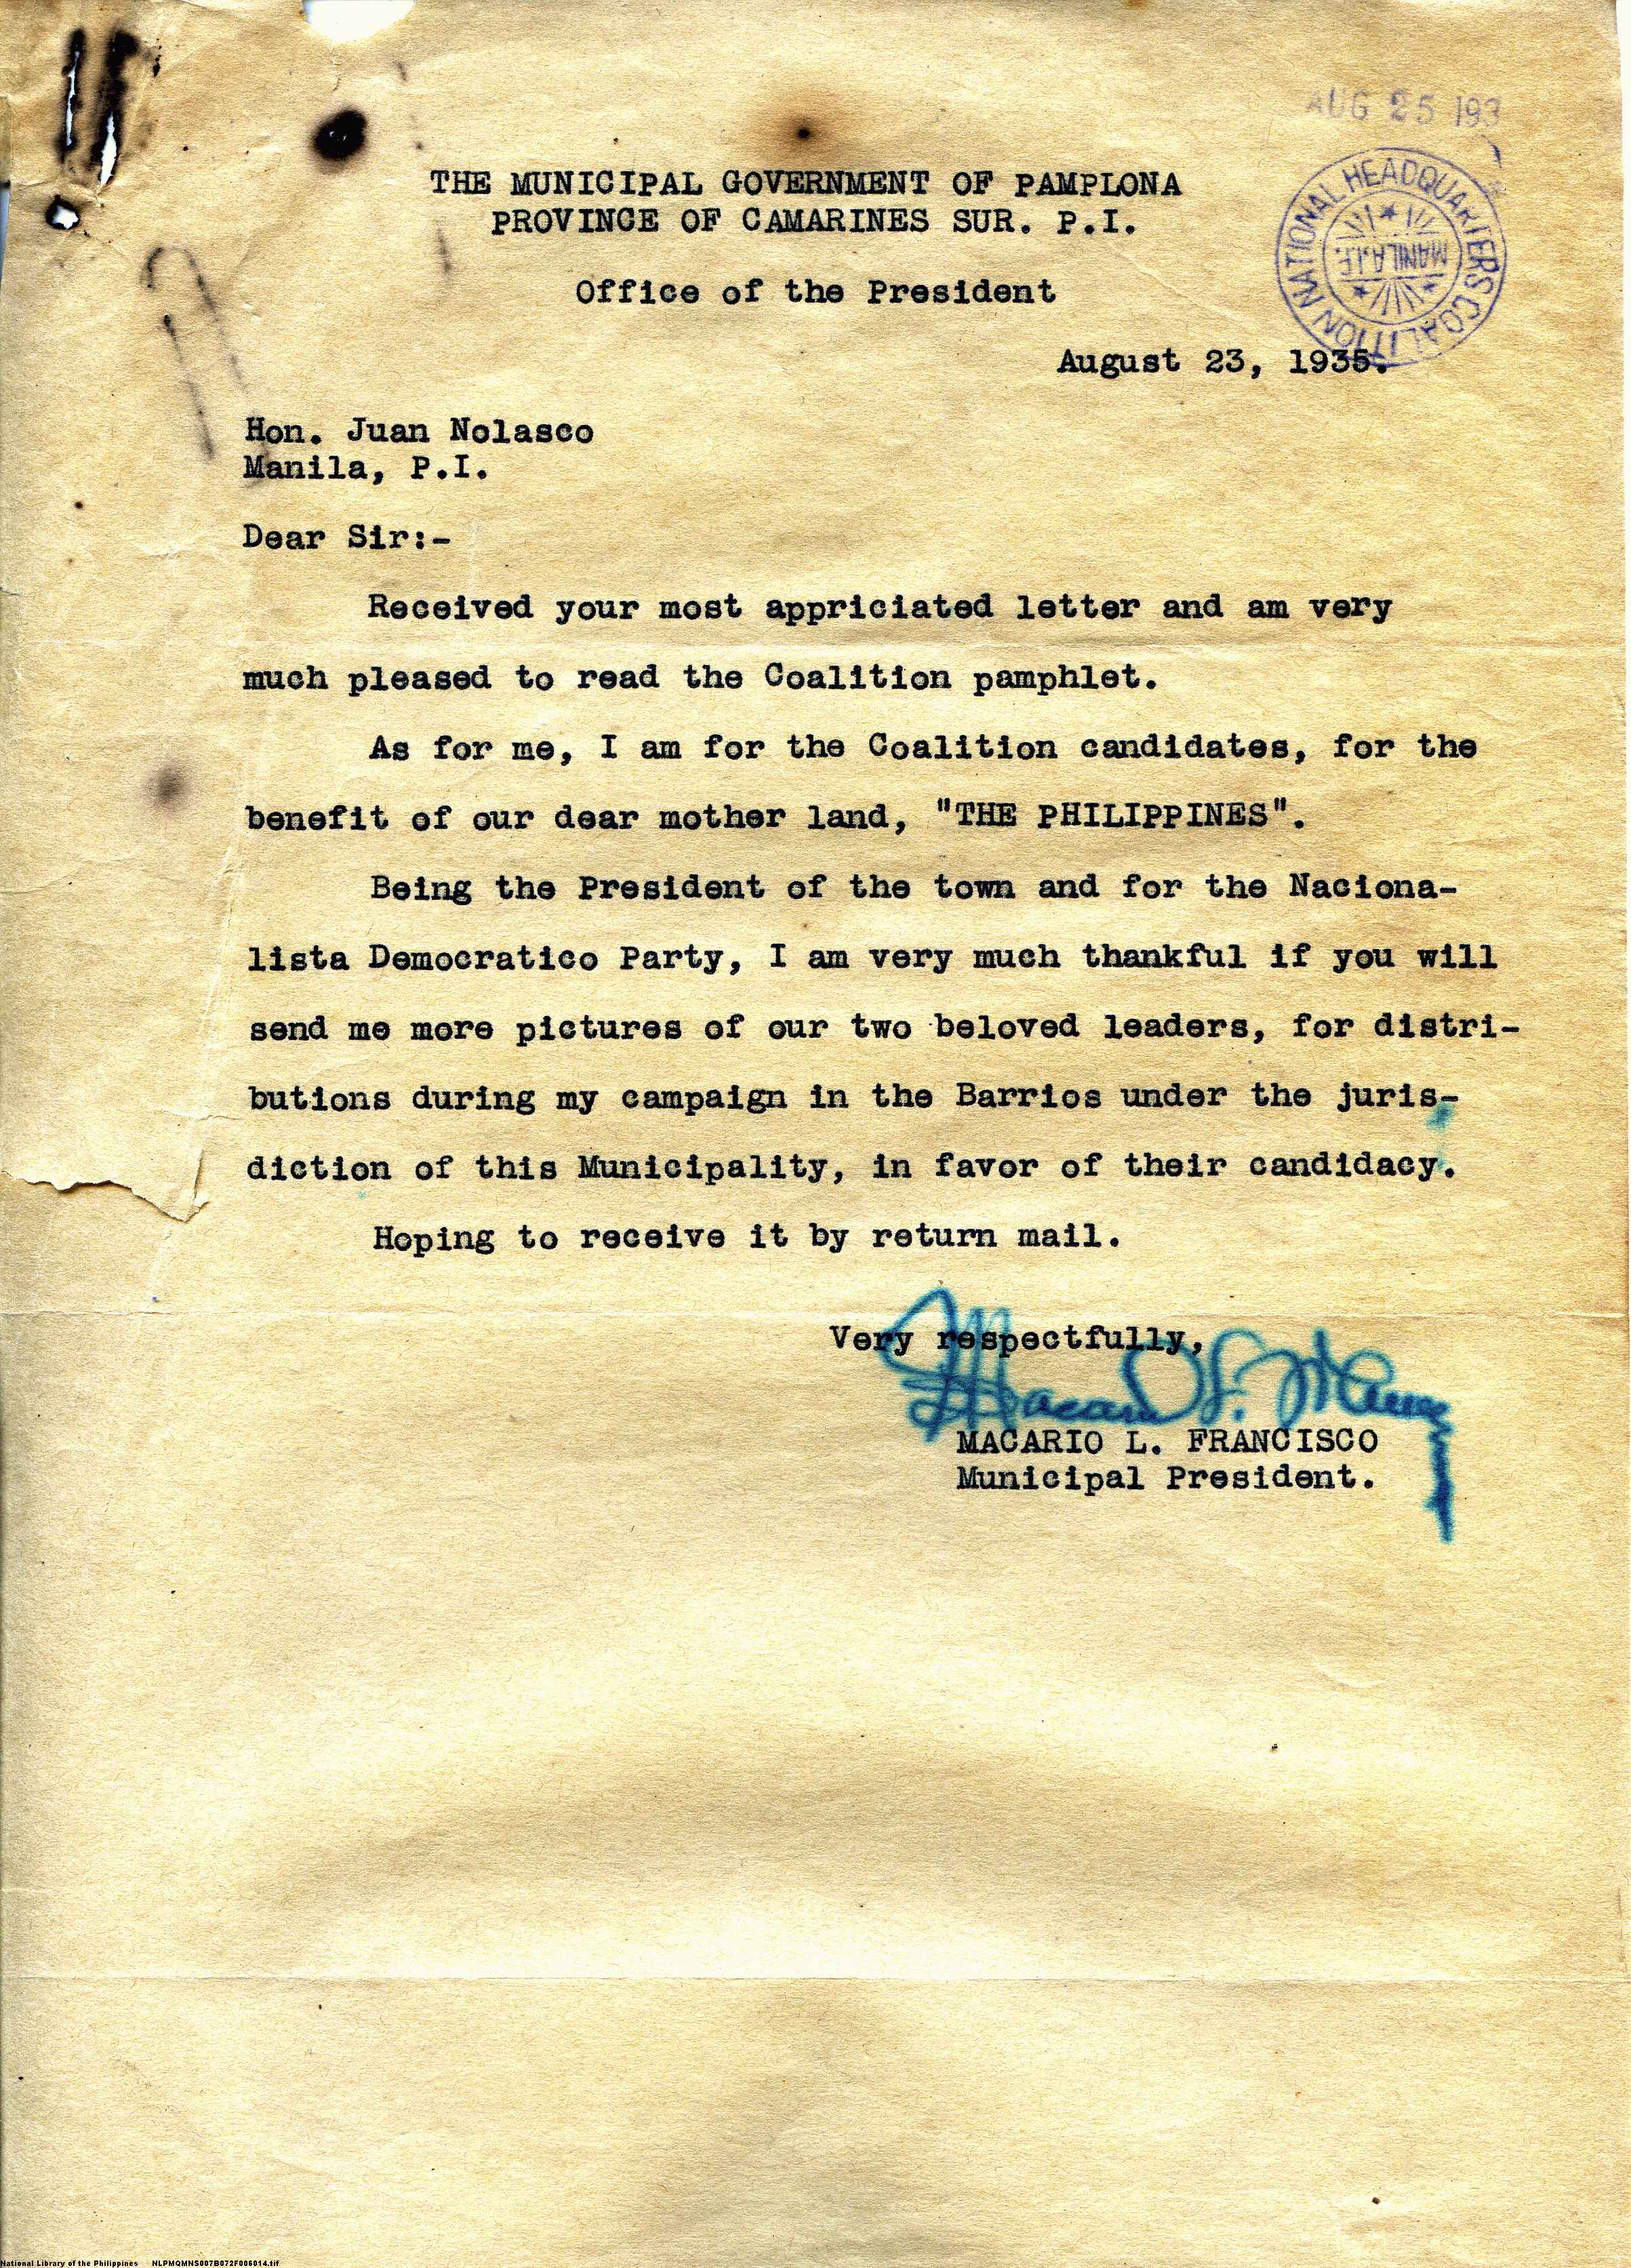 AUG 25 193
NATIONAL HEADQUARTERS COALITION NATION
MANILA
THE MUNICIPAL GOVERNMENT OF PAMPLONA
PROVINCE OF CAMARINES SUR. P.I.
Office of the President
August 23, 1935.
Hon. Juan Nolasco
Manila, P.I.
Dear Sir:-
Received your most appriciated letter and am very
much pleased to read the Coalition pamphlet.
As for me, I am for the Coalition candidates, for the
benefit of our dear mother land, "THE PHILIPPINES".
Being the President of the town and for the Naciona-
lista Democratico Party, I am very much thankful if you will
send me more pictures of our two beloved leaders, for distri-
butions during my campaign in the Barrios under the juris-
diction of this Municipality, in favor of their candidacy.
Hoping to receive it by return mail.
Very respectfully,
MACARIO L. FRANCISCO
Municipal President.
National Library of the Philippines NLPMQMNS007B072F006014.tif